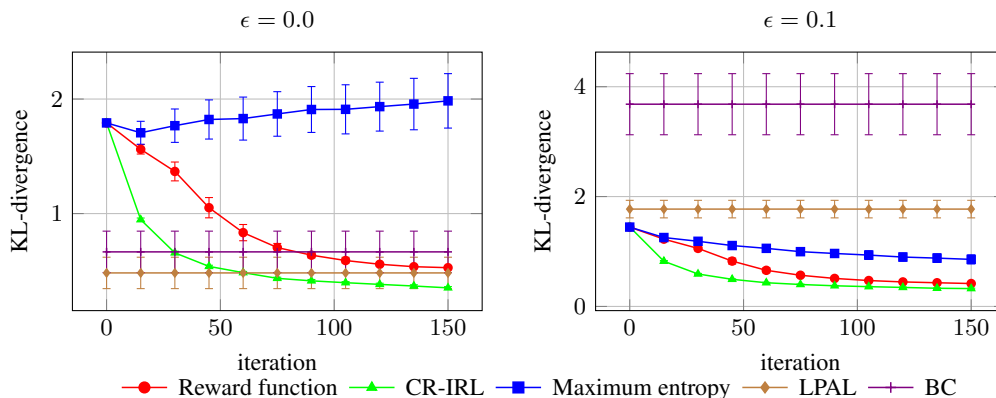 ϵ = 0.0
ϵ = 0.1
KL-divergence
2
1
0
50
100
150
iteration
KL-divergence
4
2
0
0
50
100
150
iteration
Reward function
CR-IRL
Maximum entropy
LPAL
BC